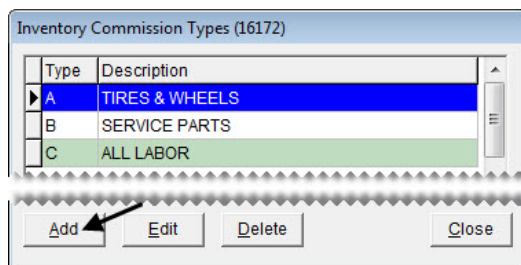 Inventory Commission Types (16172)
Type Description
A TIRES & WHEELS
B SERVICE PARTS
C ALL LABOR
Add Edit Delete Close